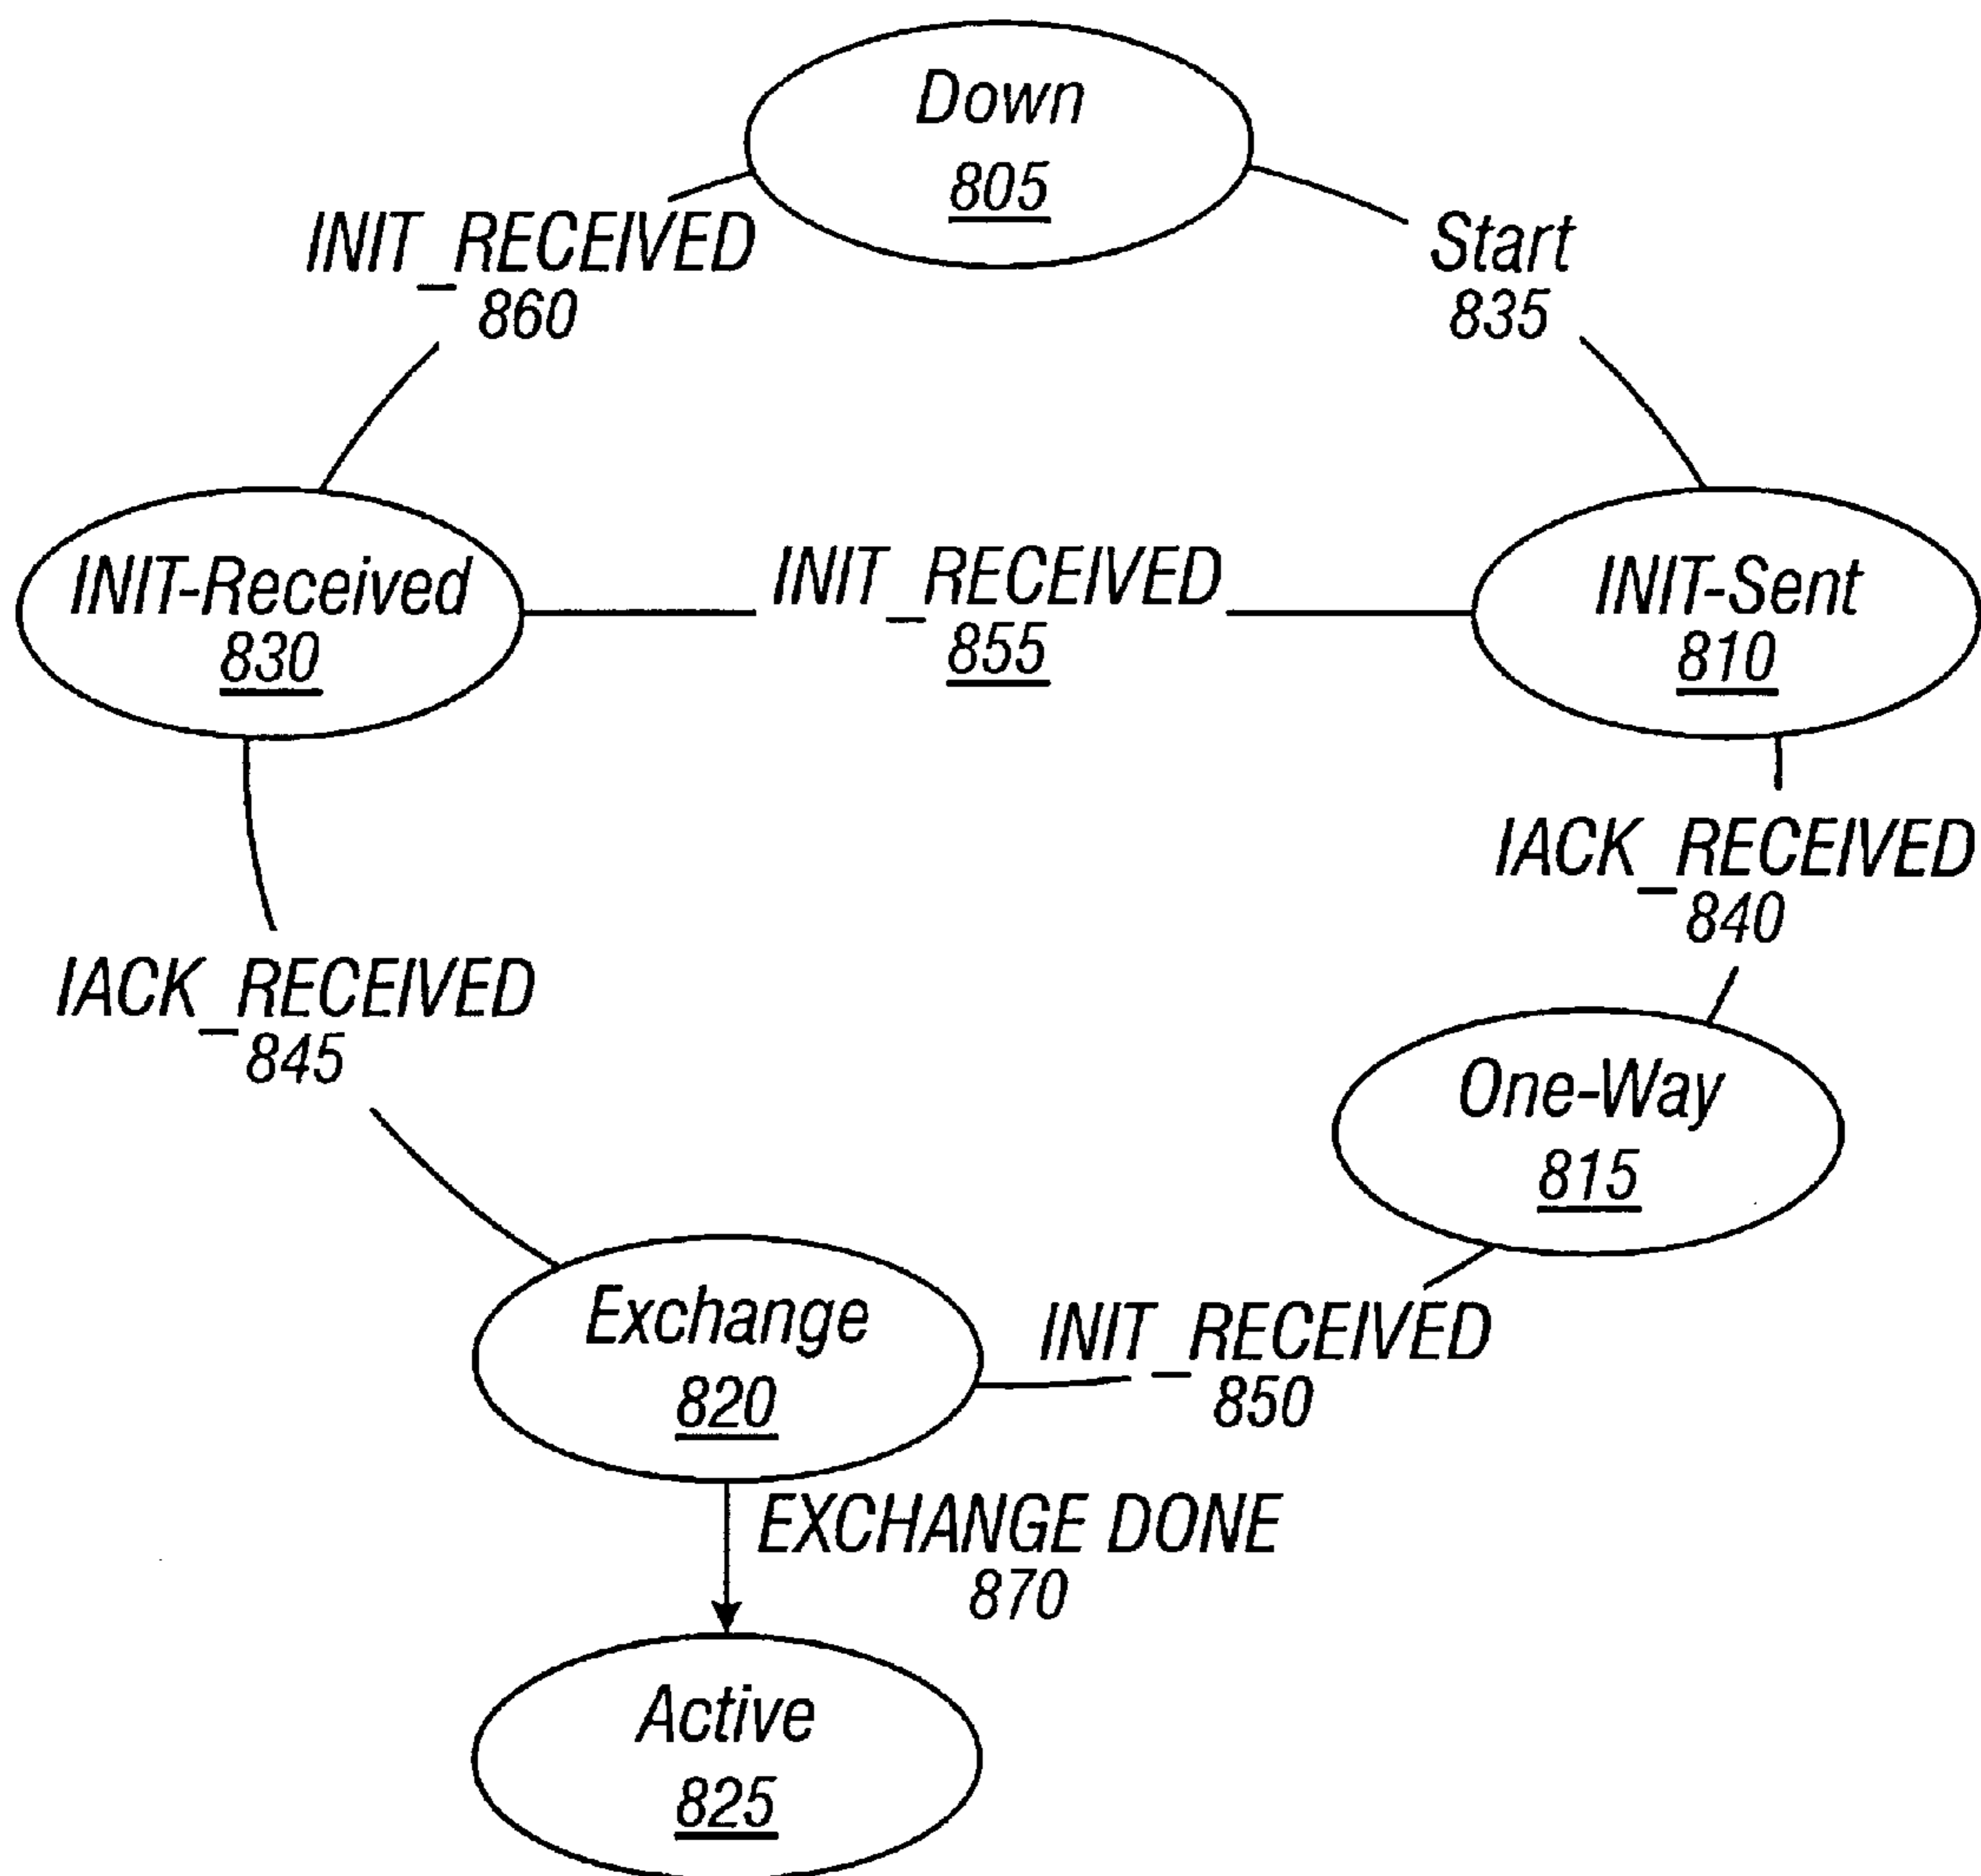 Down
805
INIT_RECEIVED
860
Start
835
INIT-Received
830
INIT_RECEIVED
855
INIT-Sent
810
IACK_RECEIVED
840
IACK_RECEIVED
845
One-Way
815
Exchange
820
INIT_RECEIVED
850
EXCHANGE DONE
870
Active
825